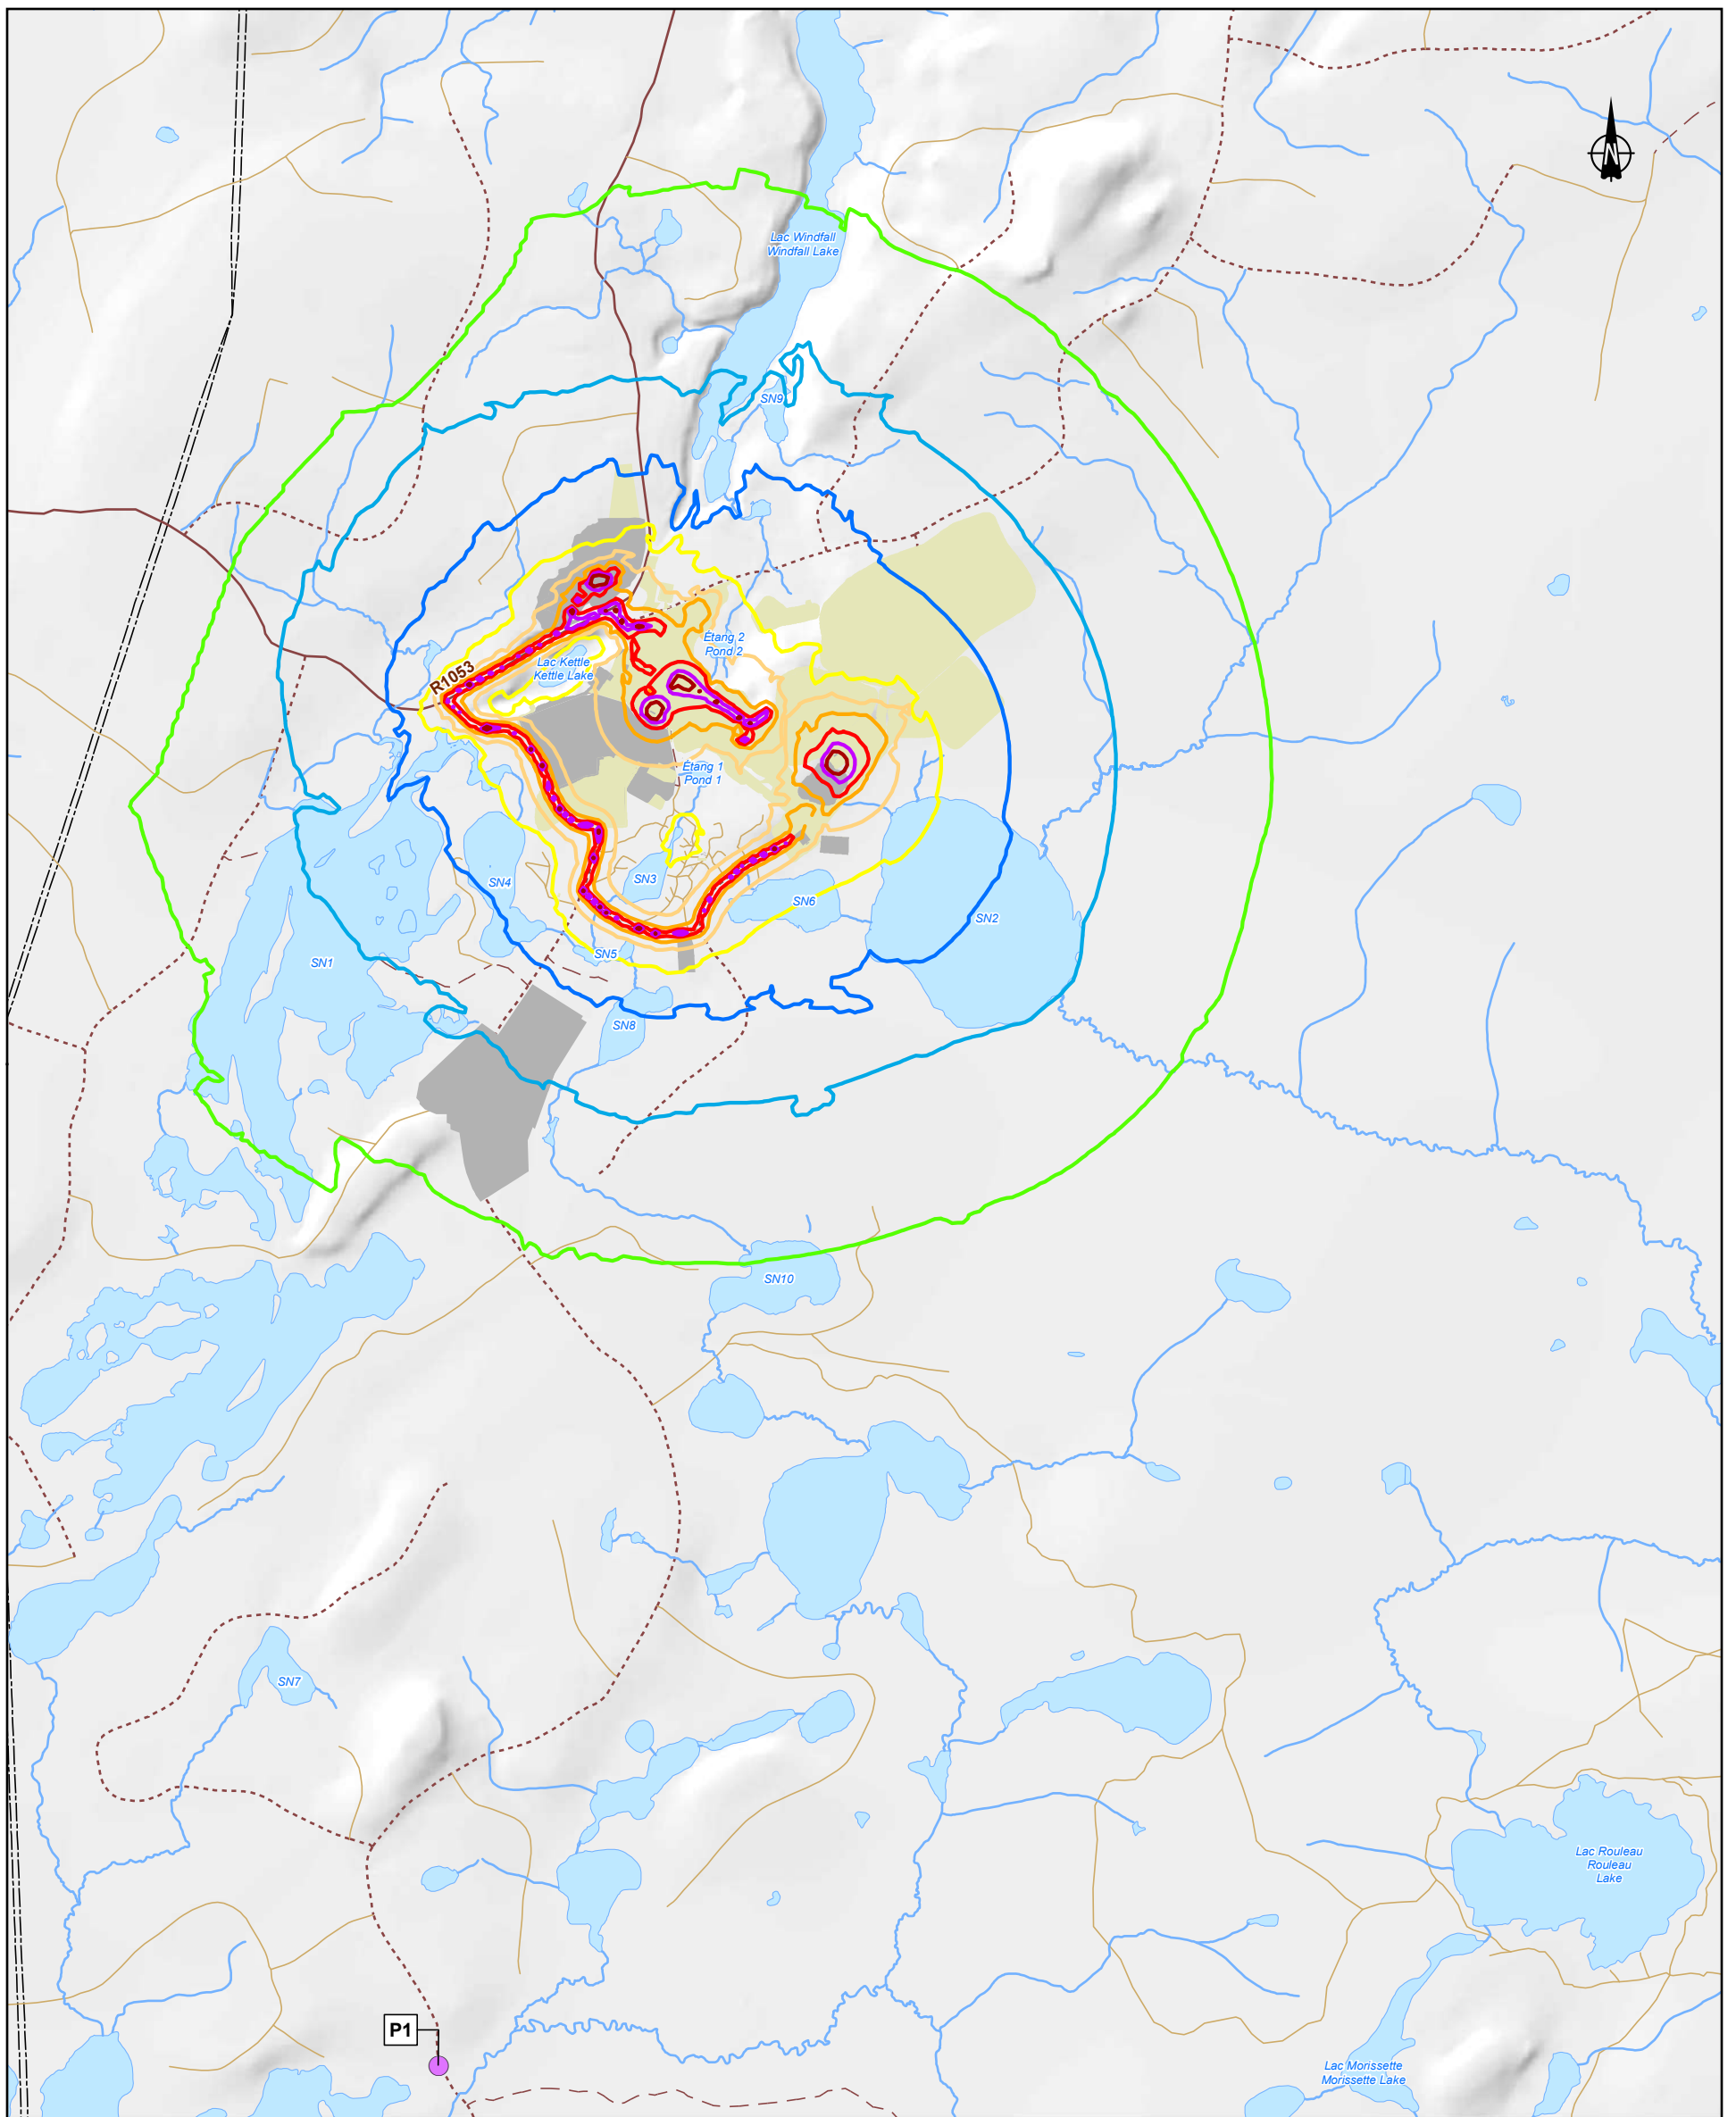 N
Lac Windfall
Windfall Lake
SN9
Étang 2
Pond 2
Lac Kettle
Kettle Lake
R1053
Étang 1
Pond 1
SN4
SN3
SN6
SN2
SN5
SN1
SN8
SN10
SN7
Lac Rouleau
Rouleau
Lake
P1
Lac Morissette
Morissette Lake